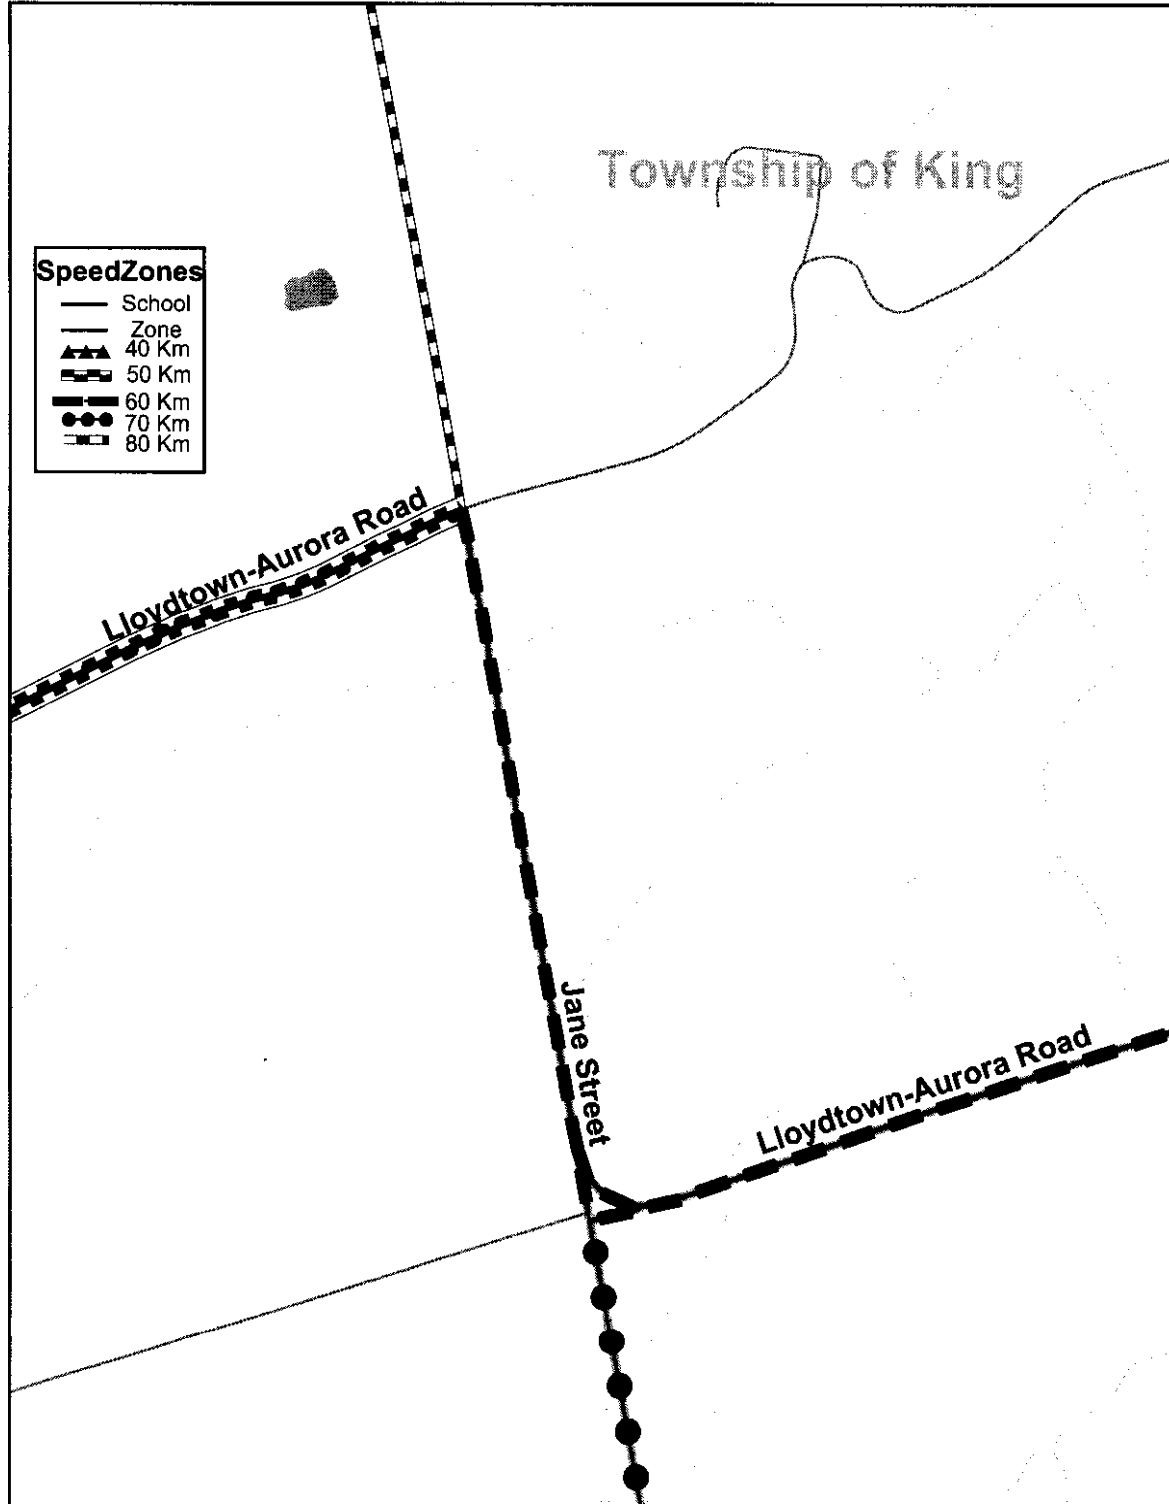 Township of King
SpeedZones
School
Zone
40 Km
50 Km
60 Km
70 Km
80 Km
Lloydtown-Aurora Road
Jane Street
Lloydtown-Aurora Road